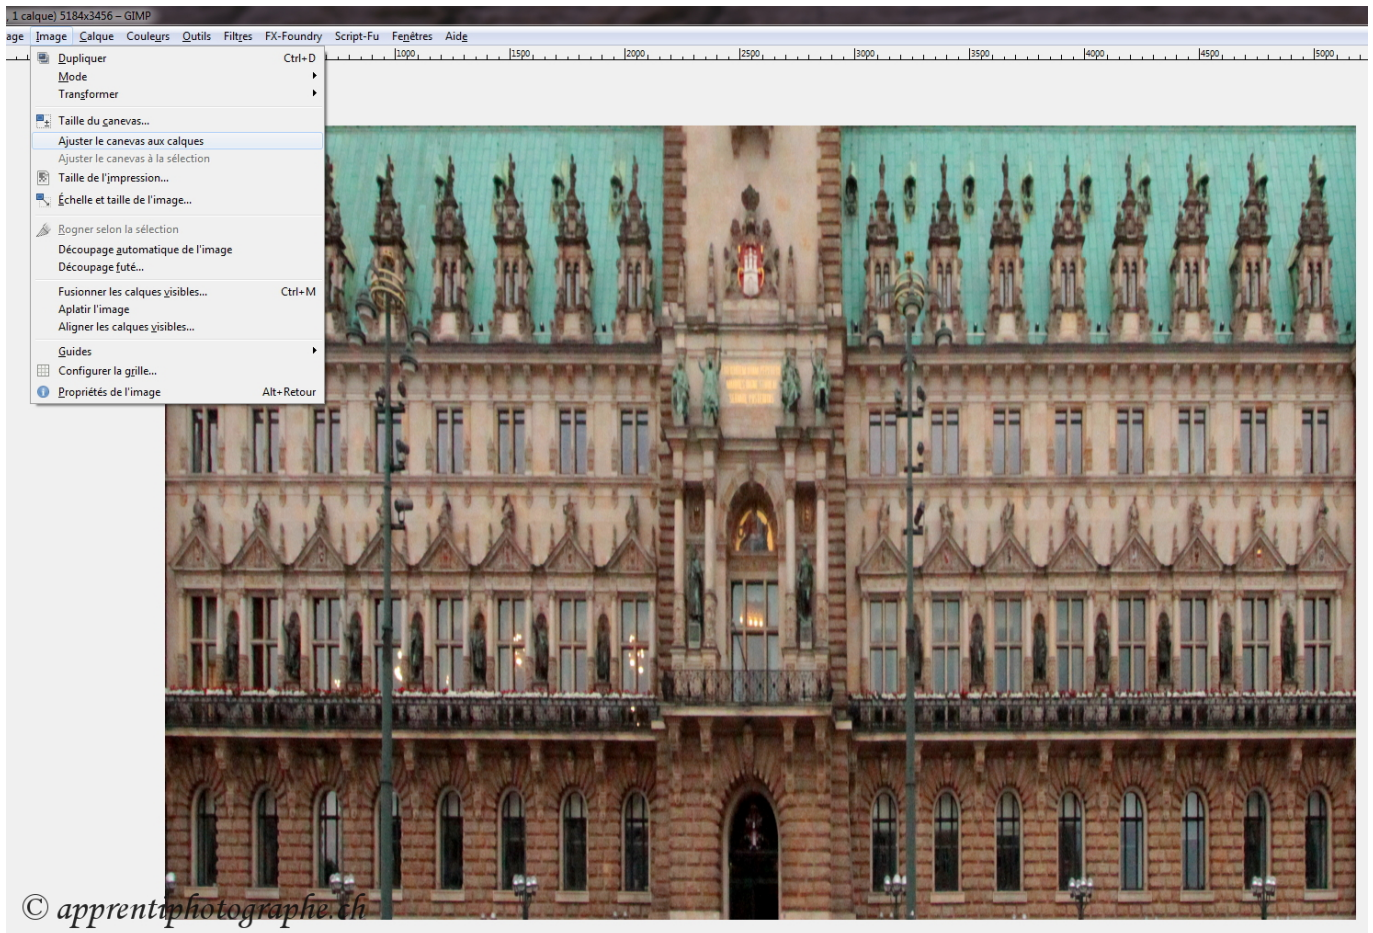 , 1 calque) 5184x3456 – GIMP
age Image Calque Couleurs Outils Filtres FX-Foundry Script-Fu Fenêtres Aide
1000 1500 2000 2500 3000 3500 4000 4500 5000
Dupliquer Ctrl+D
Mode
Transformer
Taille du canevas...
Ajuster le canevas aux calques
Ajuster le canevas à la sélection
Taille de l'impression...
Échelle et taille de l'image...
Rogner selon la sélection
Découpage automatique de l'image
Découpage futé...
Fusionner les calques visibles... Ctrl+M
Aplatir l'image
Aligner les calques visibles...
Guides
Configurer la grille...
Propriétés de l'image Alt+Retour
© apprentiphotographe.ch